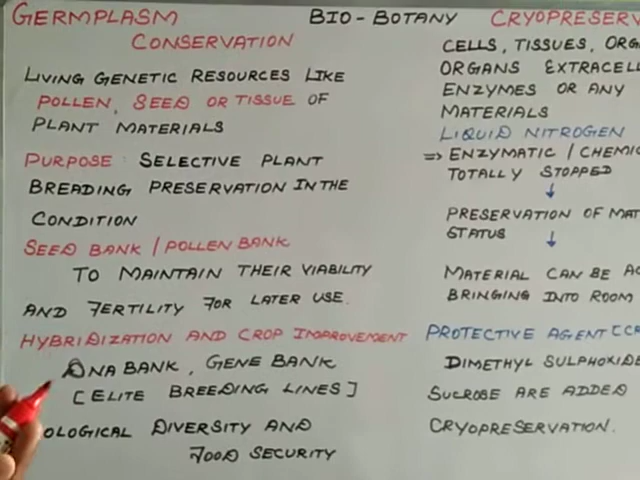 GERMPLASM CONSERVATION
BIO-BOTANY
LIVING GENETIC RESOURCES LIKE
POLLEN, SEED OR TISSUE OF
PLANT MATERIALS
PURPOSE: SELECTIVE PLANT
BREADING PRESERVATION IN THE
CONDITION
SEED BANK / POLLEN BANK
TO MAINTAIN THEIR VIABILITY
AND FERTILITY FOR LATER USE.
HYBRIDIZATION AND CROP IMPROVEMENT
DNA BANK, GENE BANK
[ELITE BREEDING LINES]
OLOGICAL DIVERSITY AND
FOOD SECURITY
CRYOPRESERV
CELLS, TISSUES, ORG
ORGANS EXTRACELL
ENZYMES OR ANY
MATERIALS
LIQUID NITROGEN
⇒ ENZYMATIC / CHEMIC
TOTALLY STOPPED
↓
PRESERVATION OF MAT
STATUS
↓
MATERIAL CAN BE AC
BRINGING INTO ROOM
PROTECTIVE AGENT [CR
DIMETHYL SULPHOXIDE
SUCROSE ARE ADDED
CRYOPRESERVATION.